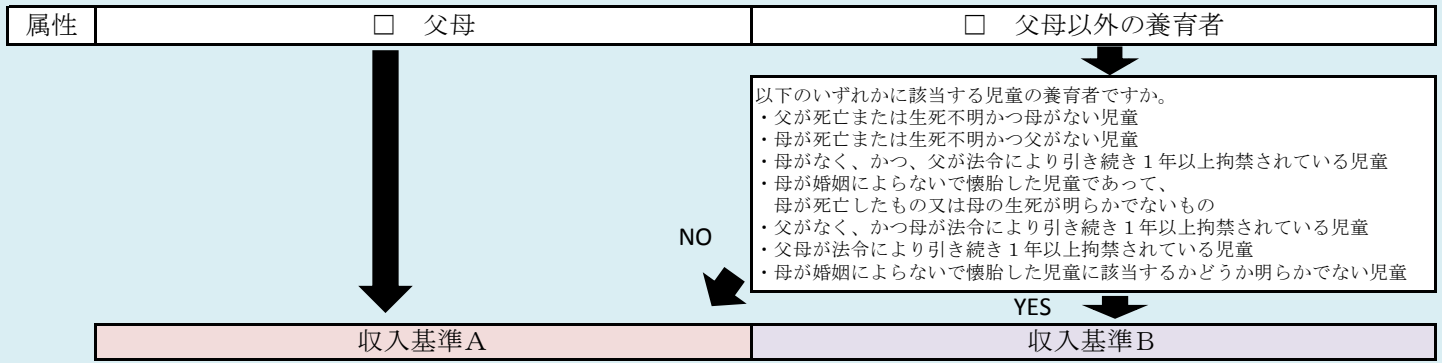 属性 □ 父母 □ 父母以外の養育者
以下のいずれかに該当する児童の養育者ですか。
・父が死亡または生死不明かつ母がない児童
・母が死亡または生死不明かつ父がない児童
・母がなく、かつ、父が法令により引き続き１年以上拘禁されている児童
・母が婚姻によらないで懐胎した児童であって、
母が死亡したもの又は母の生死が明らかでないもの
・父がなく、かつ母が法令により引き続き１年以上拘禁されている児童
・父母が法令により引き続き１年以上拘禁されている児童
・母が婚姻によらないで懐胎した児童に該当するかどうか明らかでない児童
NO
YES
収入基準Ａ 収入基準Ｂ